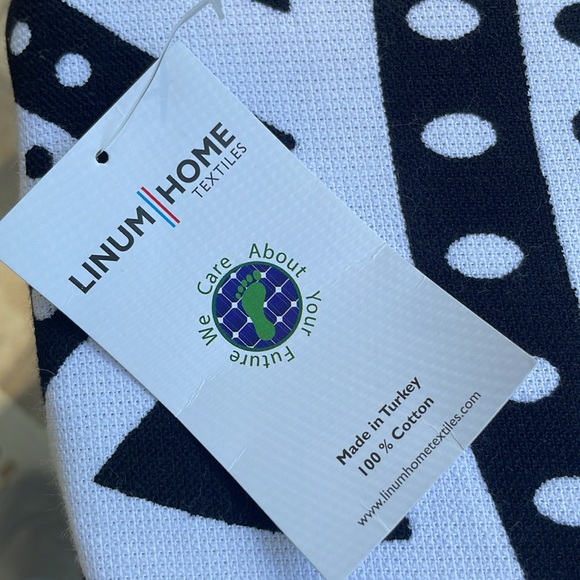 LINUM HOME
TEXTILES
We Care About Your Future
Made in Turkey
100 % Cotton
www.linumhometextiles.com